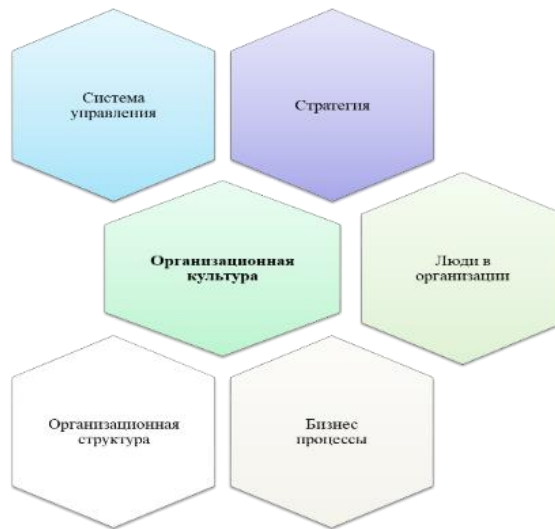 Система
управления
Стратегия
Организационная
культура
Люди в
организации
Организационная
структура
Бизнес
процессы